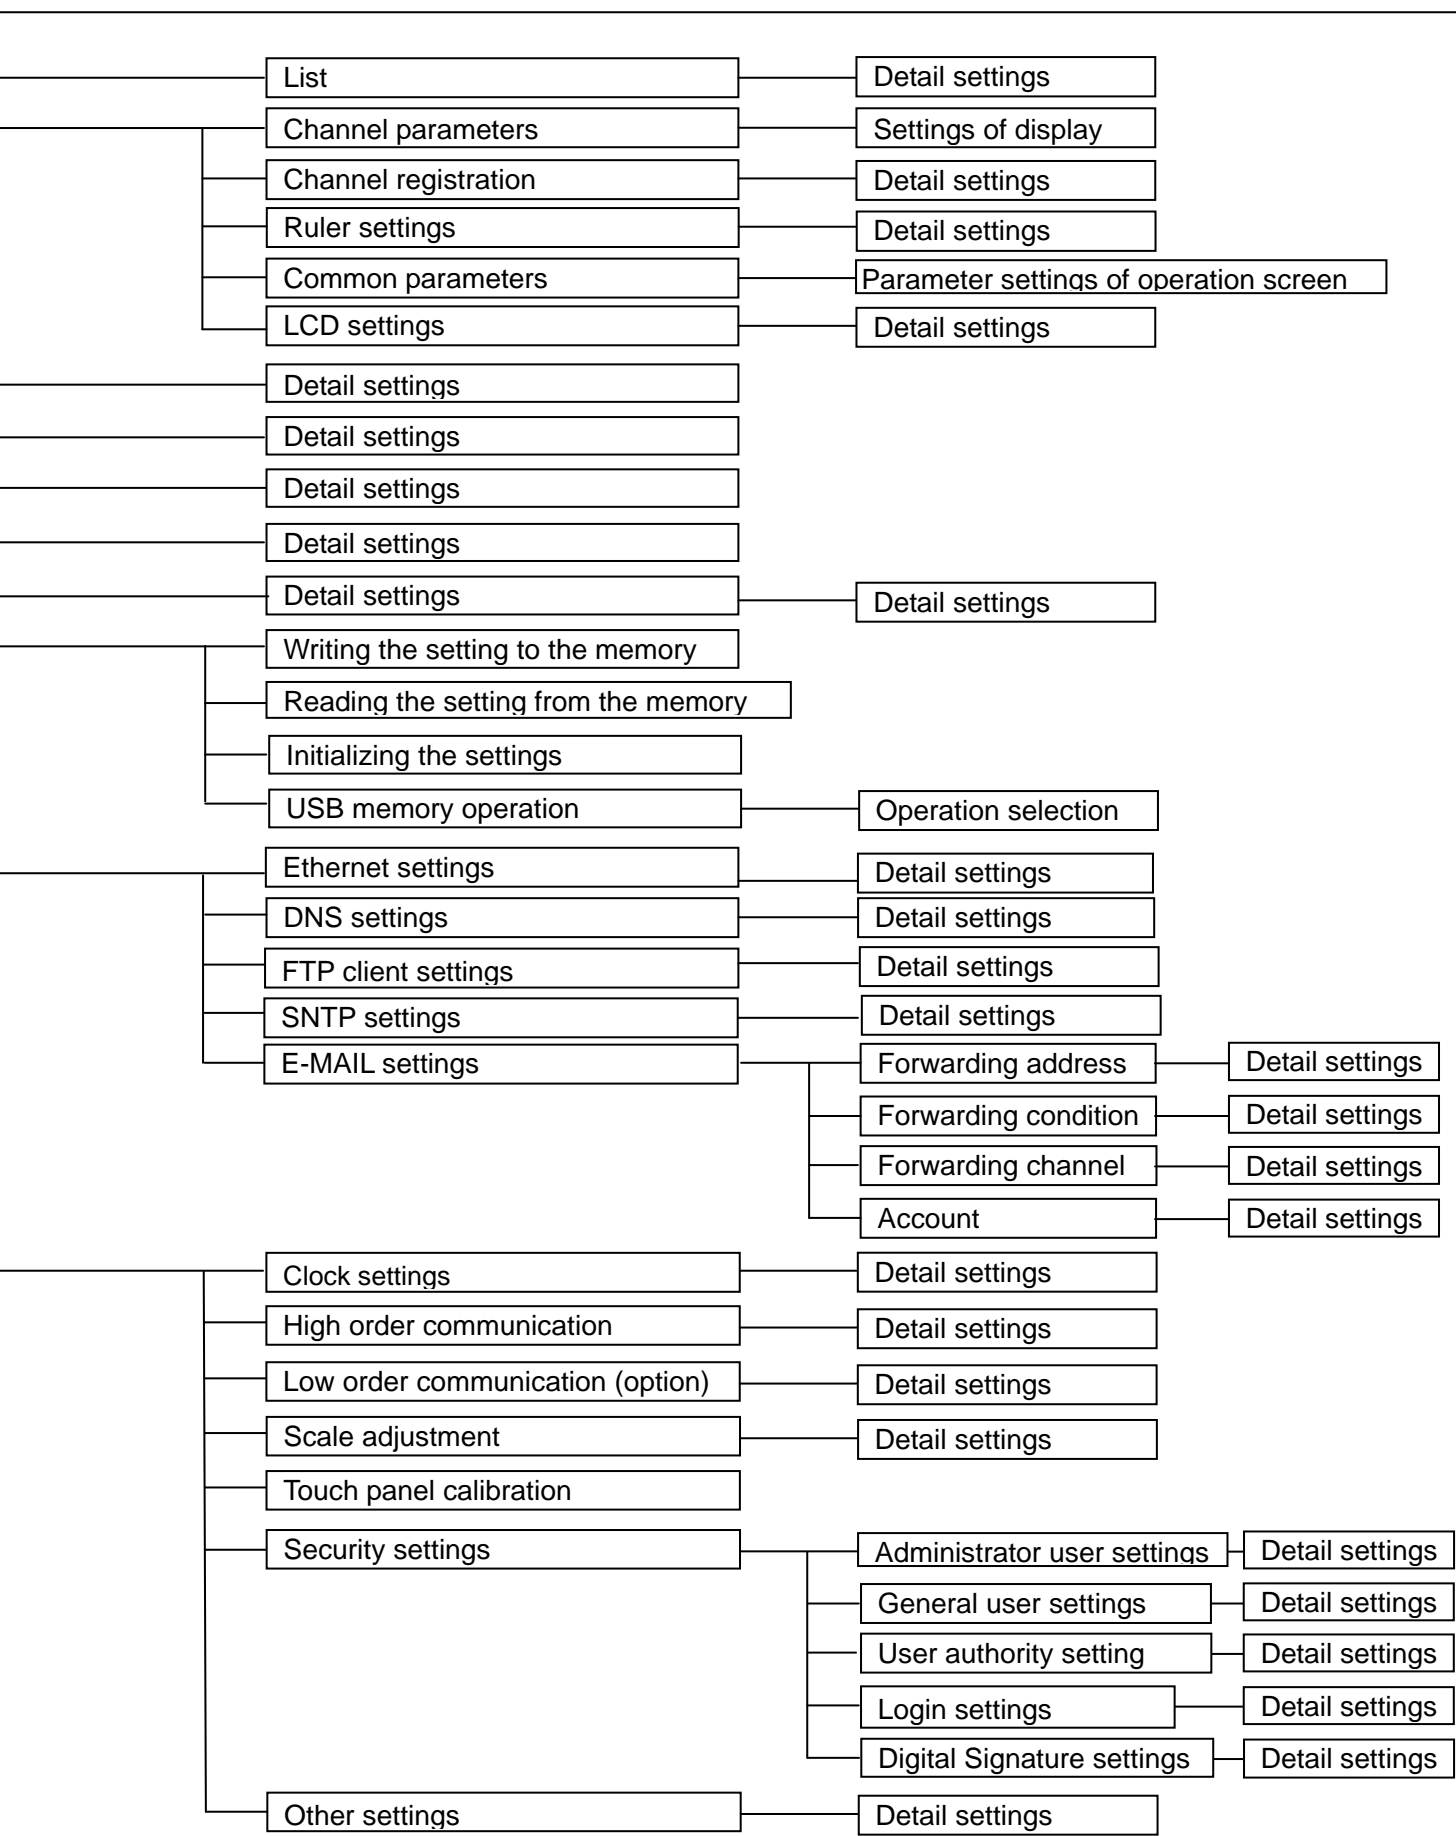 List
Detail settings
Channel parameters
Settings of display
Channel registration
Detail settings
Ruler settings
Detail settings
Common parameters
Parameter settings of operation screen
LCD settings
Detail settings
Detail settings
Detail settings
Detail settings
Detail settings
Detail settings
Detail settings
Writing the setting to the memory
Reading the setting from the memory
Initializing the settings
USB memory operation
Operation selection
Ethernet settings
Detail settings
DNS settings
Detail settings
FTP client settings
Detail settings
SNTP settings
Detail settings
E-MAIL settings
Forwarding address
Detail settings
Forwarding condition
Detail settings
Forwarding channel
Detail settings
Account
Detail settings
Clock settings
Detail settings
High order communication
Detail settings
Low order communication (option)
Detail settings
Scale adjustment
Detail settings
Touch panel calibration
Security settings
Administrator user settings
Detail settings
General user settings
Detail settings
User authority setting
Detail settings
Login settings
Detail settings
Digital Signature settings
Detail settings
Other settings
Detail settings